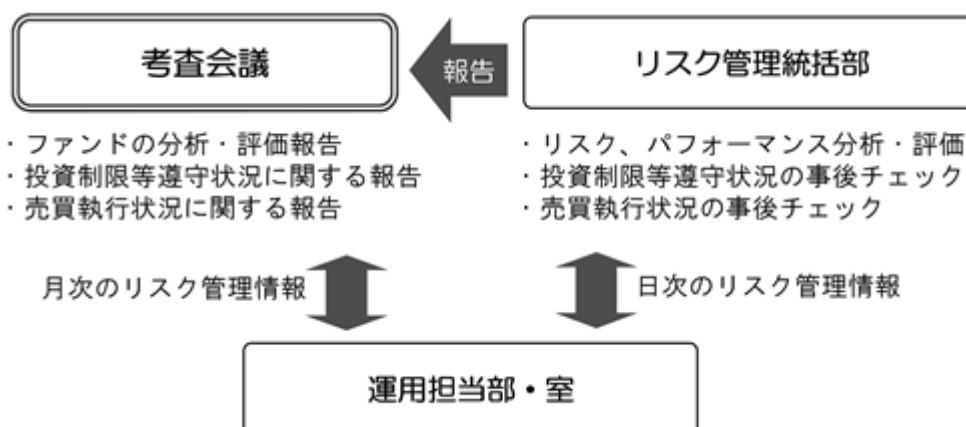 考査会議
報告
リスク管理統括部
・ファンドの分析・評価報告
・投資制限等遵守状況に関する報告
・売買執行状況に関する報告
・リスク、パフォーマンス分析・評価
・投資制限等遵守状況の事後チェック
・売買執行状況の事後チェック
月次のリスク管理情報
日次のリスク管理情報
運用担当部・室